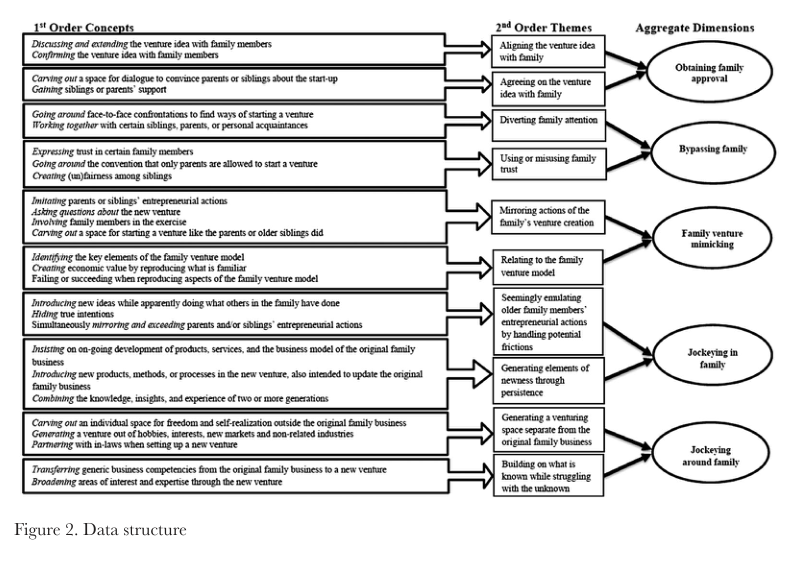 1st Order Concepts
2nd Order Themes
Aggregate Dimensions
Discussing and extending the venture idea with family members
Confirming the venture idea with family members
Aligning the venture idea
with family
Obtaining family
approval
Carving out a space for dialogue to convince parents or siblings about the start-up
Gaining siblings or parents' support
Agreeing on the venture
idea with family
Going around face-to-face confrontations to find ways of starting a venture
Working together with certain siblings, parents, or personal acquaintances
Diverting family attention
Bypassing family
Expressing trust in certain family members
Going around the convention that only parents are allowed to start a venture
Creating (un)fairness among siblings
Using or misusing family
trust
Imitating parents or siblings' entrepreneurial actions
Asking questions about the new venture
Involving family members in the exercise
Carving out a space for starting a venture like the parents or older siblings did
Mirroring actions of the
family's venture creation
Family venture
mimicking
Identifying the key elements of the family venture model
Creating economic value by reproducing what is familiar
Failing or succeeding when reproducing aspects of the family venture model
Relating to the family
venture model
Introducing new ideas while apparently doing what others in the family have done
Hiding true intentions
Simultaneously mirroring and exceeding parents and/or siblings' entrepreneurial actions
Seemingly emulating
older family members'
entrepreneurial actions
by handling potential
frictions
Jockeying in
family
Insisting on on-going development of products, services, and the business model of the original family
business
Introducing new products, methods, or processes in the new venture, also intended to update the original
family business
Combining the knowledge, insights, and experience of two or more generations
Generating elements of
newness through
persistence
Carving out an individual space for freedom and self-realization outside the original family business
Generating a venture out of hobbies, interests, new markets and non-related industries
Partnering with in-laws when setting up a new venture
Generating a venturing
space separate from the
original family business
Jockeying
around family
Transferring generic business competencies from the original family business to a new venture
Broadening areas of interest and expertise through the new venture
Building on what is
known while struggling
with the unknown
Figure 2. Data structure